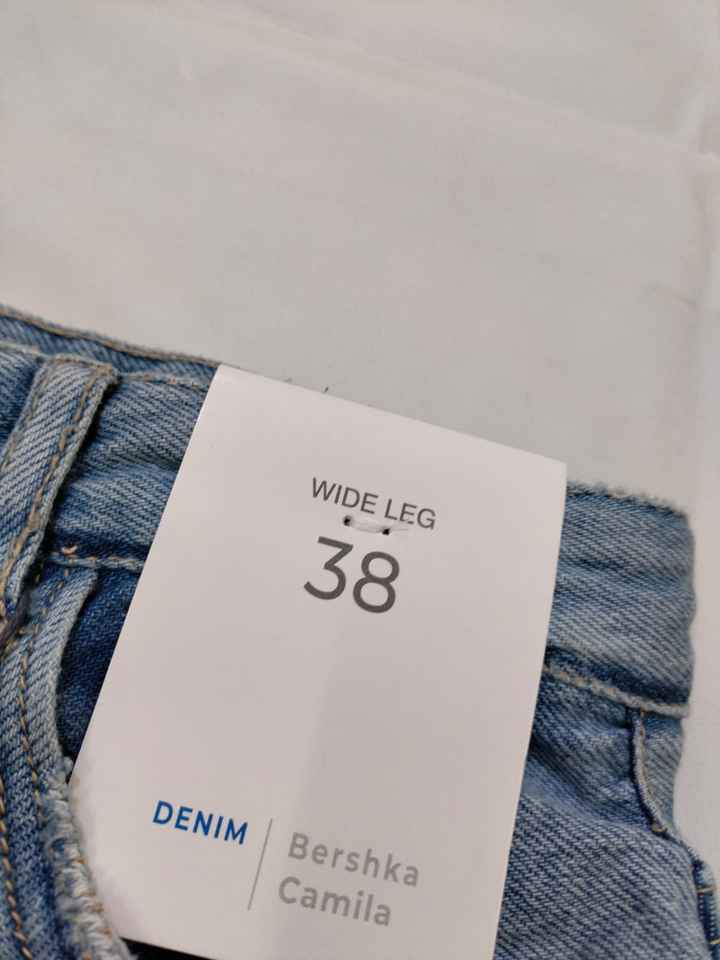 WIDE LEG
38
DENIM
Bershka
Camila